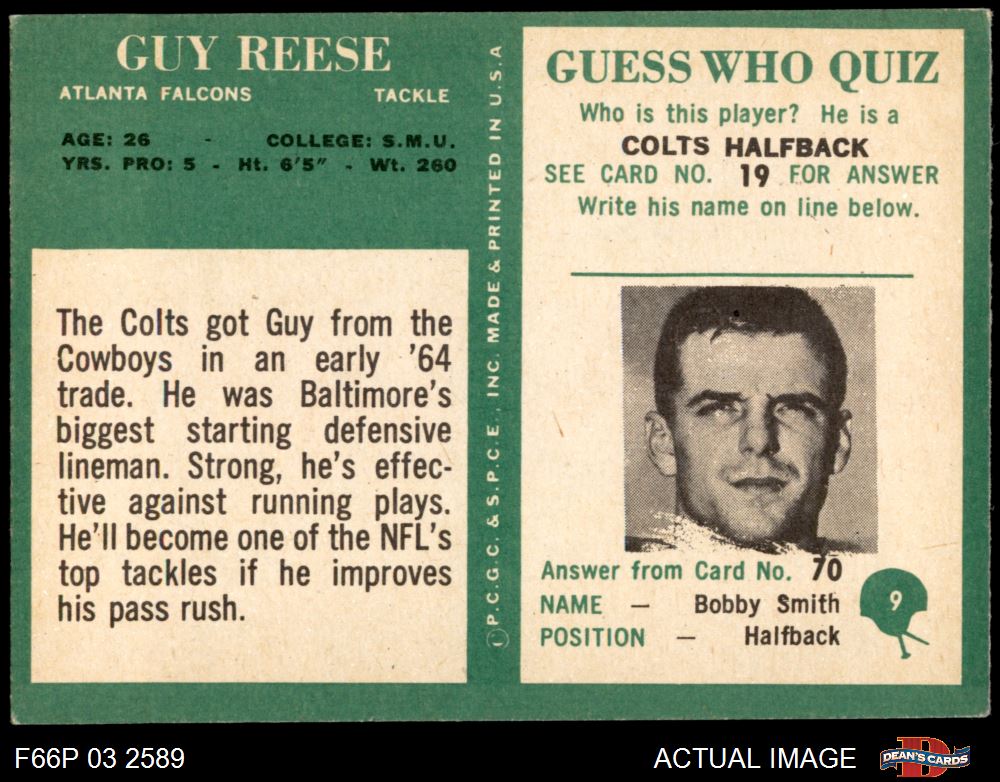 GUY REESE
ATLANTA FALCONS TACKLE
AGE: 26 - COLLEGE: S.M.U.
YRS. PRO: 5 - Ht. 6'5" - Wt. 260
The Colts got Guy from the
Cowboys in an early '64
trade. He was Baltimore's
biggest starting defensive
lineman. Strong, he's effec-
tive against running plays.
He'll become one of the NFL's
top tackles if he improves
his pass rush.
© P.C.G.C. & S.P.C.E., INC. MADE & PRINTED IN U.S.A
GUESS WHO QUIZ
Who is this player? He is a
COLTS HALFBACK
SEE CARD NO. 19 FOR ANSWER
Write his name on line below.
Answer from Card No. 70
NAME — Bobby Smith
POSITION — Halfback
9
F66P 03 2589
ACTUAL IMAGE
D
DEAN'S CARDS